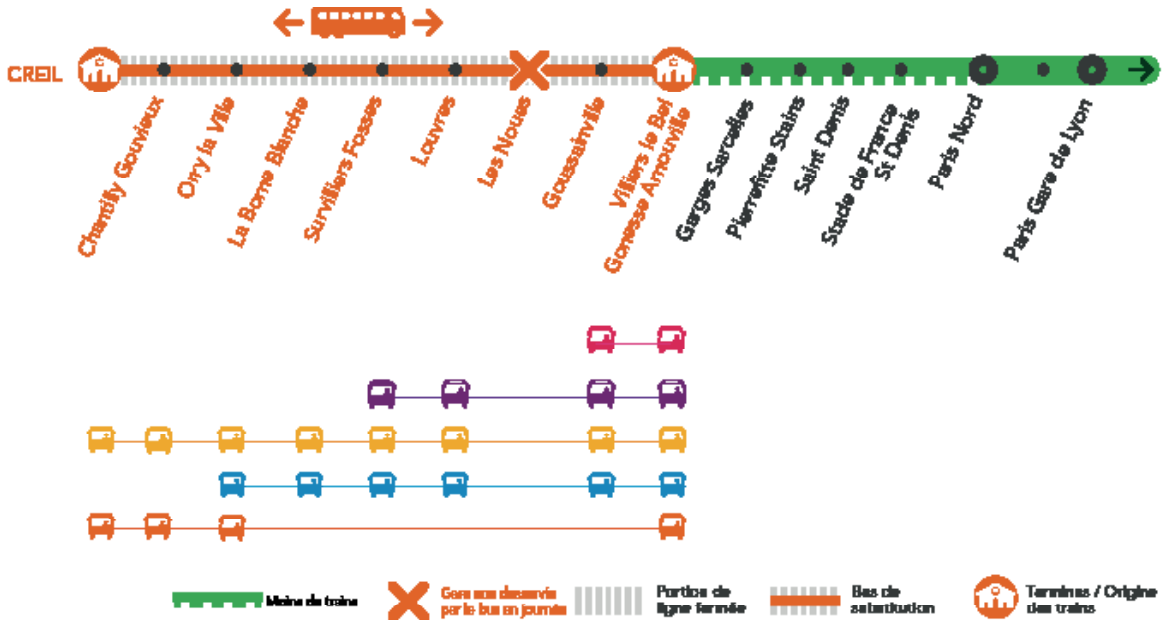 CREIL
Chantilly Gouvieux
Orry la Ville
La Borne Blanche
Survilliers Fosses
Louvres
Les Noues
Goussainville
Villiers le Bel
Gonesse Arnouville
Garges Sarcelles
Pierrefitte Stains
Saint Denis
Stade de France
St Denis
Paris Nord
Paris Gare de Lyon
Moins de trains
Gare non desservie
par le bus en journée
Portion de
ligne fermée
Bus de
substitution
Terminus / Origine
des trains